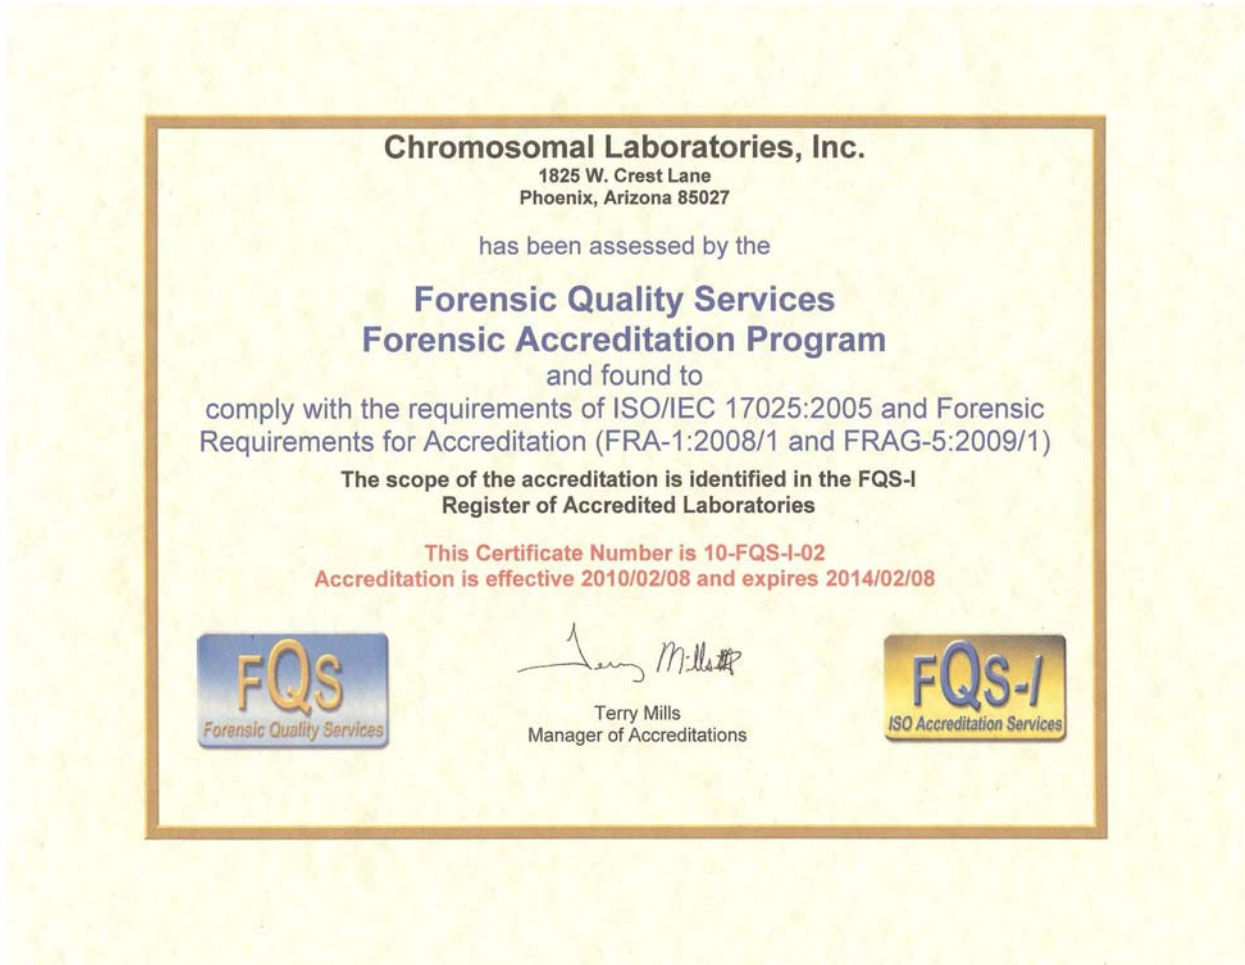 Chromosomal Laboratories, Inc.
1825 W. Crest Lane
Phoenix, Arizona 85027
has been assessed by the
Forensic Quality Services
Forensic Accreditation Program
and found to
comply with the requirements of ISO/IEC 17025:2005 and Forensic
Requirements for Accreditation (FRA-1:2008/1 and FRAG-5:2009/1)
The scope of the accreditation is identified in the FQS-I
Register of Accredited Laboratories
This Certificate Number is 10-FQS-I-02
Accreditation is effective 2010/02/08 and expires 2014/02/08
FQS
Forensic Quality Services
Terry Mills
Terry Mills
Manager of Accreditations
FQS-I
ISO Accreditation Services